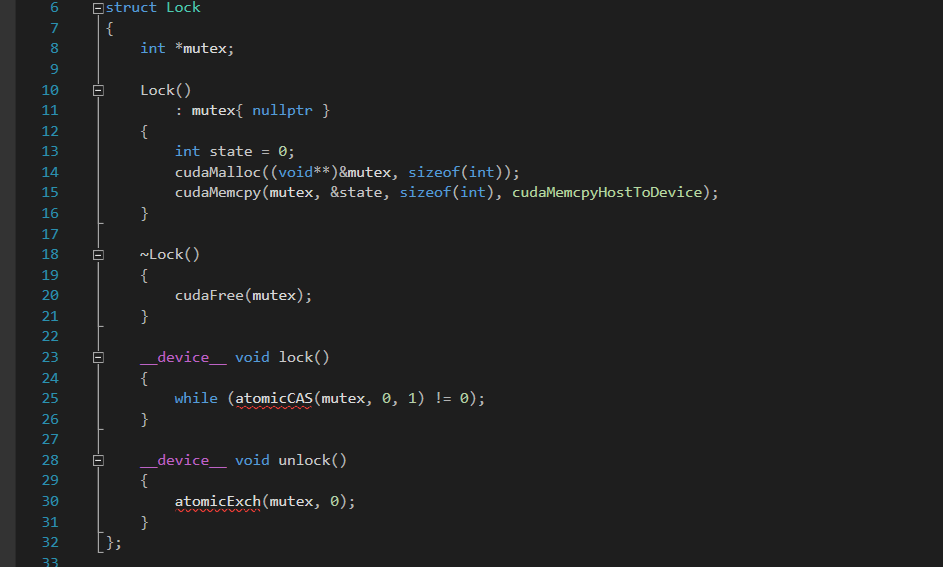 6 struct Lock
7 {
8     int *mutex;
9
10     Lock()
11         : mutex{ nullptr }
12     {
13         int state = 0;
14         cudaMalloc((void**)&mutex, sizeof(int));
15         cudaMemcpy(mutex, &state, sizeof(int), cudaMemcpyHostToDevice);
16     }
17
18     ~Lock()
19     {
20         cudaFree(mutex);
21     }
22
23     __device__ void lock()
24     {
25         while (atomicCAS(mutex, 0, 1) != 0);
26     }
27
28     __device__ void unlock()
29     {
30         atomicExch(mutex, 0);
31     }
32 };
33